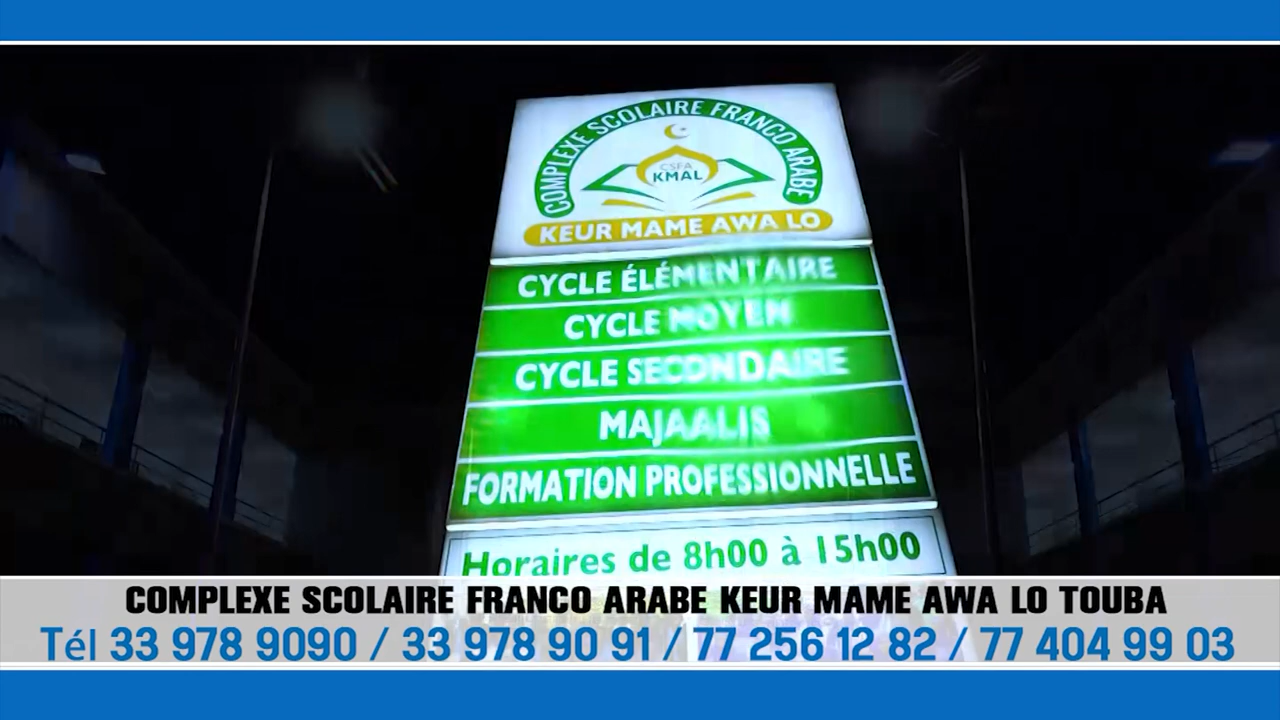 COMPLEXE SCOLAIRE FRANCO ARABE
CSFA
KMAL
KEUR MAME AWA LO
CYCLE ÉLÉMENTAIRE
CYCLE MOYEN
CYCLE SECONDAIRE
MAJAALIS
FORMATION PROFESSIONNELLE
Horaires de 8h00 à 15h00
COMPLEXE SCOLAIRE FRANCO ARABE KEUR MAME AWA LO TOUBA
Tél 33 978 9090 / 33 978 90 91 / 77 256 12 82 / 77 404 99 03